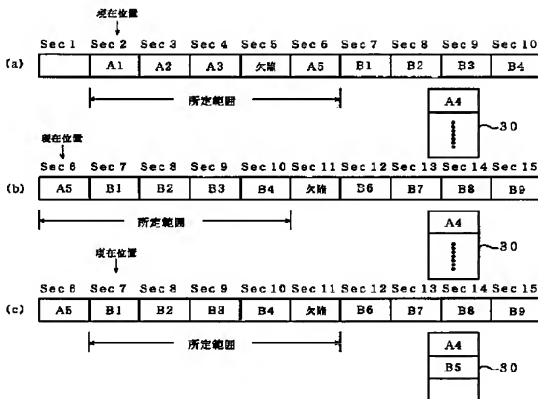 現在位置
Sec 1 Sec 2 Sec 3 Sec 4 Sec 5 Sec 6 Sec 7 Sec 8 Sec 9 Sec 10
(a) A1 A2 A3 欠陥 A5 B1 B2 B3 B4
所定範囲
A4
30
現在位置
Sec 6 Sec 7 Sec 8 Sec 9 Sec 10 Sec 11 Sec 12 Sec 13 Sec 14 Sec 15
(b) A5 B1 B2 B3 B4 欠陥 B6 B7 B8 B9
所定範囲
A4
30
現在位置
Sec 6 Sec 7 Sec 8 Sec 9 Sec 10 Sec 11 Sec 12 Sec 13 Sec 14 Sec 15
(c) A5 B1 B2 B3 B4 欠陥 B6 B7 B8 B9
所定範囲
A4
B5
30